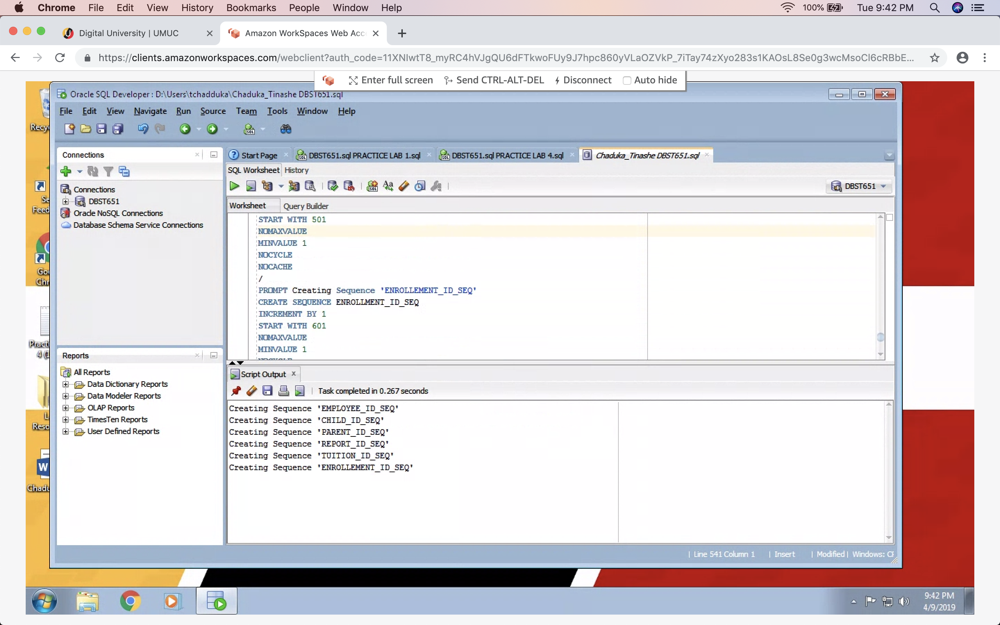 Chrome File Edit View History Bookmarks People Window Help 100% Tue 9:42 PM
Digital University | UMUC
Amazon WorkSpaces Web Acc
https://clients.amazonworkspaces.com/webclient?auth_code=11XNlwtT8_myRC4hVJgQU6dFTkwoFUy9J7hpc860yVLaOZVkP_7iTay74zXyo283s1KAOsL8Se0g3wcMsoCl6cRBbE...
Enter full screen Send CTRL-ALT-DEL Disconnect Auto hide
Oracle SQL Developer : D:\Users\tchadduka\Chaduka_Tinashe DBST651.sql
File Edit View Navigate Run Source Team Tools Window Help
Recy
Se
Feed
Go
Chr
Practi
4 (
L
Reso
W
Chadu
Connections
Connections
DBST651
Oracle NoSQL Connections
Database Schema Service Connections
Reports
All Reports
Data Dictionary Reports
Data Modeler Reports
OLAP Reports
TimesTen Reports
User Defined Reports
Start Page DBST651.sql PRACTICE LAB 1.sql DBST651.sql PRACTICE LAB 4.sql Chaduka_Tinashe DBST651.sql
SQL Worksheet History
DBST651
Worksheet Query Builder
START WITH 501
NOMAXVALUE
MINVALUE 1
NOCYCLE
NOCACHE
/
PROMPT Creating Sequence 'ENROLLEMENT_ID_SEQ'
CREATE SEQUENCE ENROLLMENT_ID_SEQ
INCREMENT BY 1
START WITH 601
NOMAXVALUE
MINVALUE 1
Script Output
Task completed in 0.267 seconds
Creating Sequence 'EMPLOYEE_ID_SEQ'
Creating Sequence 'CHILD_ID_SEQ'
Creating Sequence 'PARENT_ID_SEQ'
Creating Sequence 'REPORT_ID_SEQ'
Creating Sequence 'TUITION_ID_SEQ'
Creating Sequence 'ENROLLEMENT_ID_SEQ'
Line 541 Column 1 | Insert | Modified | Windows: CF
9:42 PM
4/9/2019